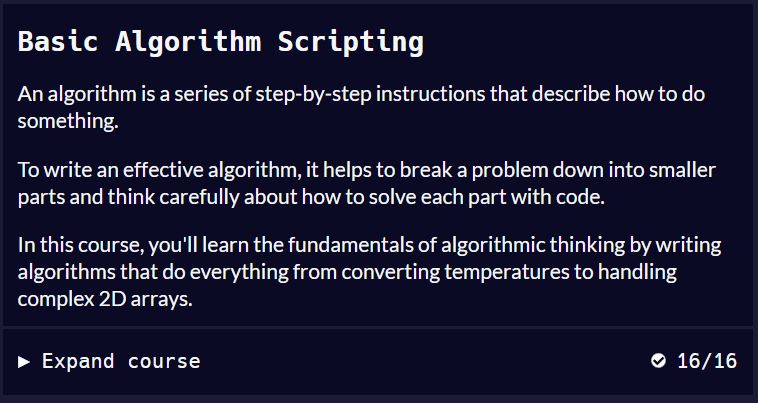 Basic Algorithm Scripting
An algorithm is a series of step-by-step instructions that describe how to do
something.
To write an effective algorithm, it helps to break a problem down into smaller
parts and think carefully about how to solve each part with code.
In this course, you'll learn the fundamentals of algorithmic thinking by writing
algorithms that do everything from converting temperatures to handling
complex 2D arrays.
Expand course 16/16